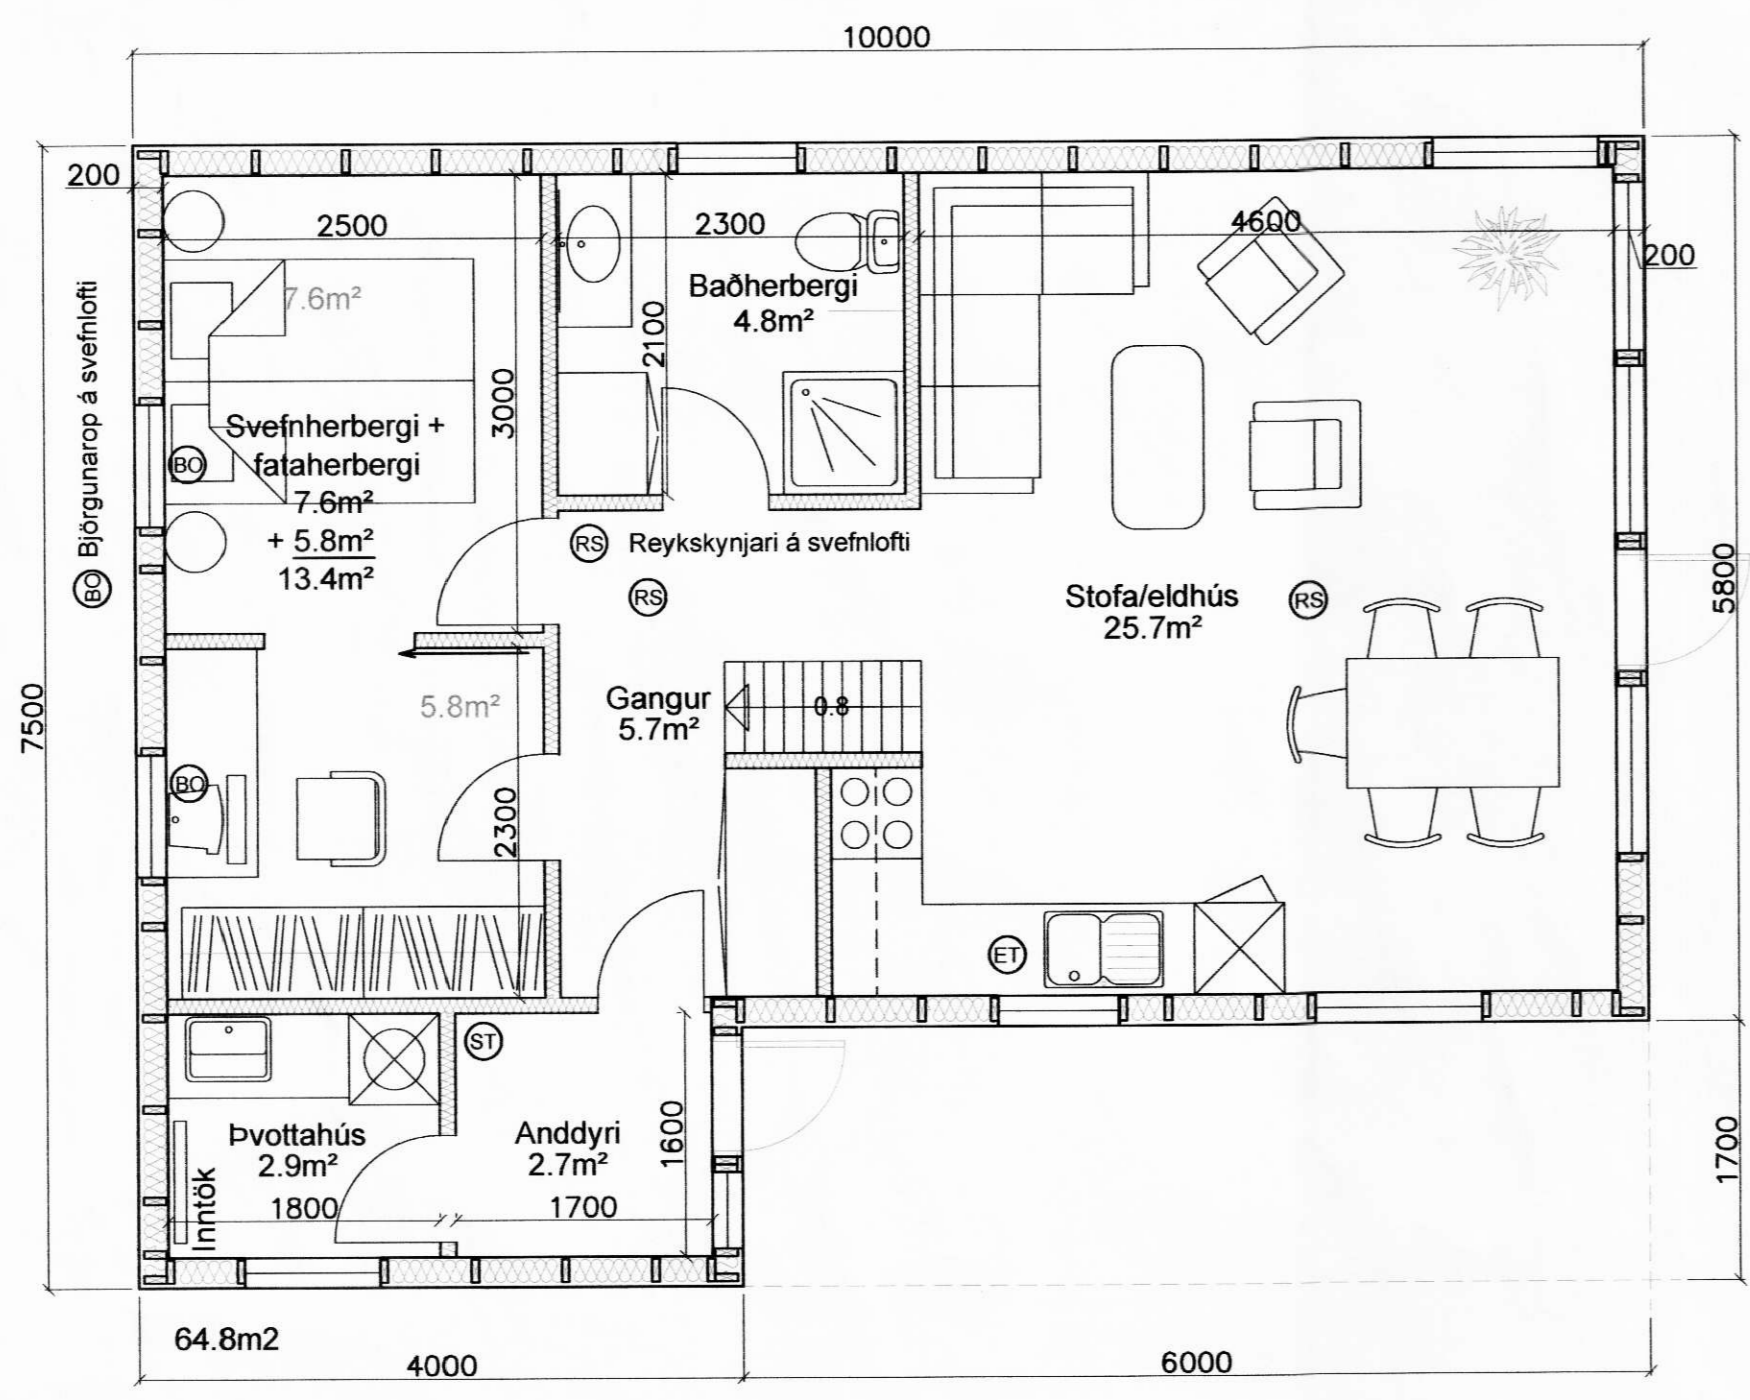 10000
200
2500
2300
4600
200
7.6m²
Baðherbergi
4.8m²
2100
3000
BO Björgunarop á svefnlofti
Svefnherbergi +
fataherbergi
7.6m²
+ 5.8m²
13.4m²
BO
RS Reykskynjari á svefnlofti
RS
Stofa/eldhús
25.7m²
RS
5800
7500
5.8m²
Gangur
5.7m²
0.8
BO
2300
ET
ST
Þvottahús
2.9m²
Inntök
1800
Anddyri
2.7m²
1700
1600
1700
64.8m2
4000
6000